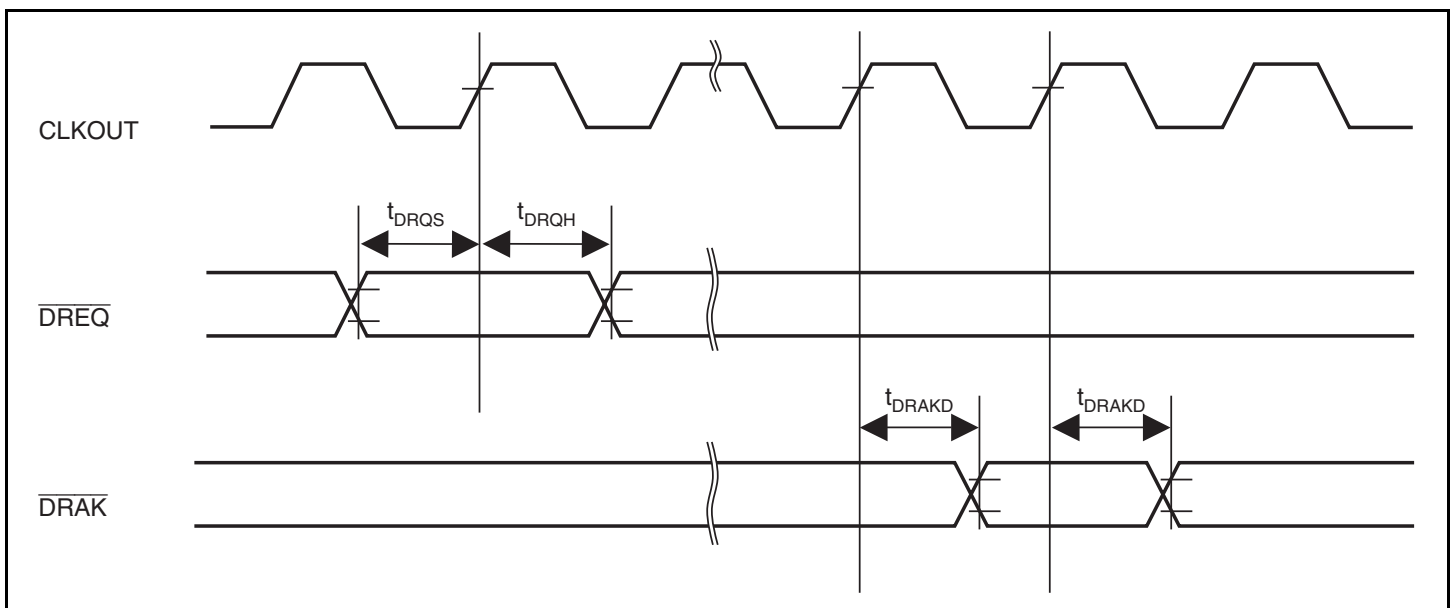 CLKOUT
tDRQS tDRQH
DREQ
tDRAKD tDRAKD
DRAK